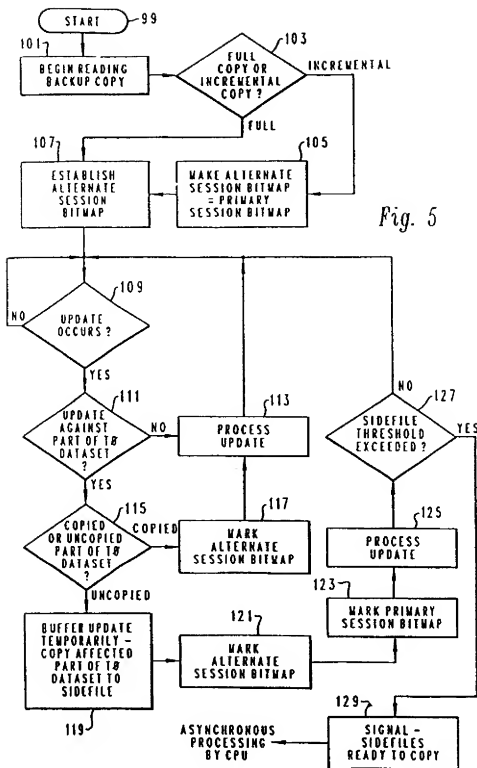 START
99
101
BEGIN READING
BACKUP COPY
103
FULL
COPY OR
INCREMENTAL
COPY ?
INCREMENTAL
FULL
107
ESTABLISH
ALTERNATE
SESSION
BITMAP
105
MAKE ALTERNATE
SESSION BITMAP
= PRIMARY
SESSION BITMAP
Fig. 5
109
NO
UPDATE
OCCURS ?
YES
111
UPDATE
AGAINST
PART OF T0
DATASET
?
NO
113
PROCESS
UPDATE
YES
115
COPIED
OR UNCOPIED
PART OF T0
DATASET
?
COPIED
117
MARK
ALTERNATE
SESSION BITMAP
UNCOPIED
BUFFER UPDATE
TEMPORARILY -
COPY AFFECTED
PART OF T0
DATASET TO
SIDEFILE
119
121
MARK
ALTERNATE
SESSION BITMAP
123
MARK PRIMARY
SESSION BITMAP
125
PROCESS
UPDATE
127
SIDEFILE
THRESHOLD
EXCEEDED ?
NO
YES
129
SIGNAL -
SIDEFILES
READY TO COPY
ASYNCHRONOUS
PROCESSING
BY CPU